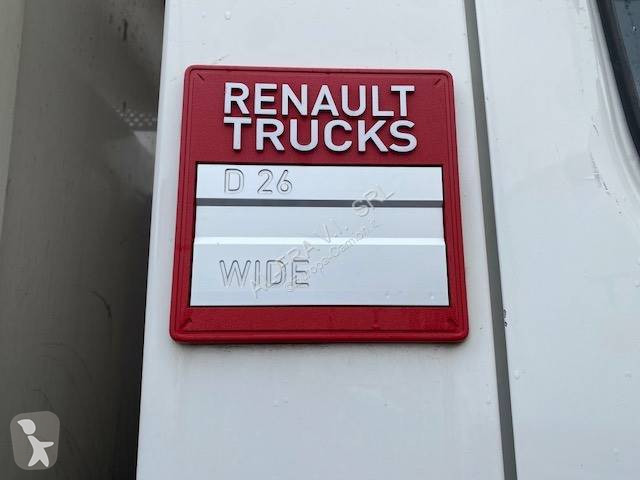 RENAULT
TRUCKS
D 26
WIDE